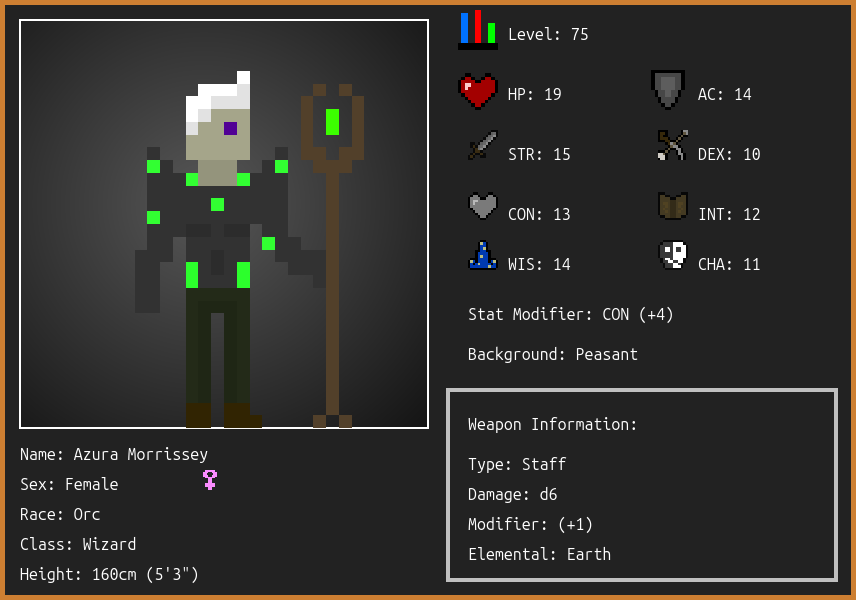 Level: 75
HP: 19
AC: 14
STR: 15
DEX: 10
CON: 13
INT: 12
WIS: 14
CHA: 11
Stat Modifier: CON (+4)
Background: Peasant
Weapon Information:
Type: Staff
Damage: d6
Modifier: (+1)
Elemental: Earth
Name: Azura Morrissey
Sex: Female
Race: Orc
Class: Wizard
Height: 160cm (5'3")